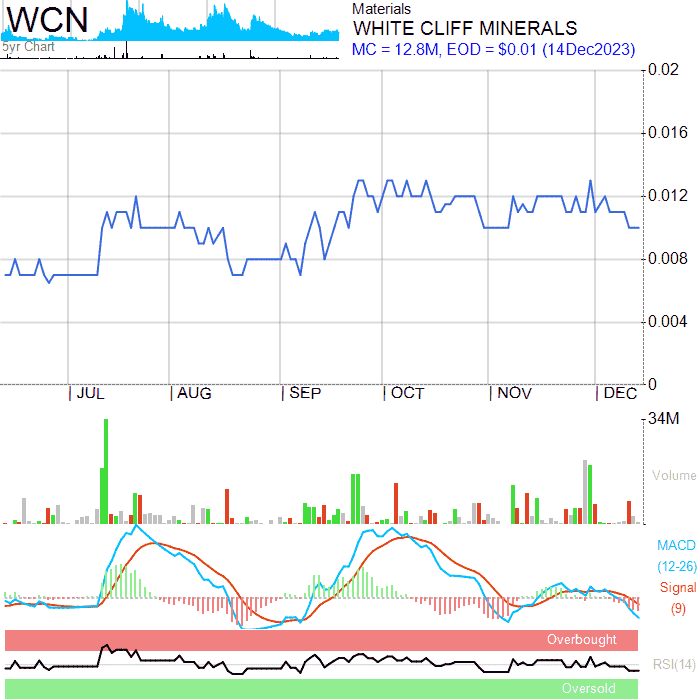 WCN
5yr Chart
Materials
WHITE CLIFF MINERALS
MC = 12.8M, EOD = $0.01 (14Dec2023)
0.02
0.016
0.012
0.008
0.004
0
JUL
AUG
SEP
OCT
NOV
DEC
34M
Volume
MACD
(12-26)
Signal
(9)
Overbought
RSI(14)
Oversold